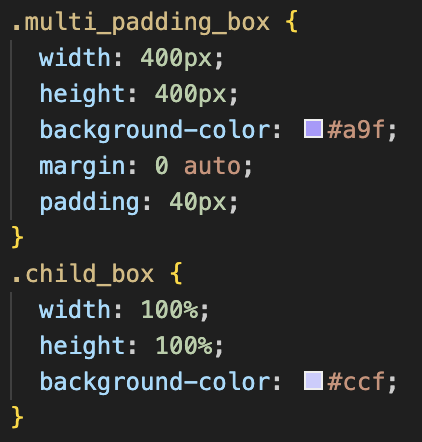 .multi_padding_box {
  width: 400px;
  height: 400px;
  background-color: #a9f;
  margin: 0 auto;
  padding: 40px;
}
.child_box {
  width: 100%;
  height: 100%;
  background-color: #ccf;
}